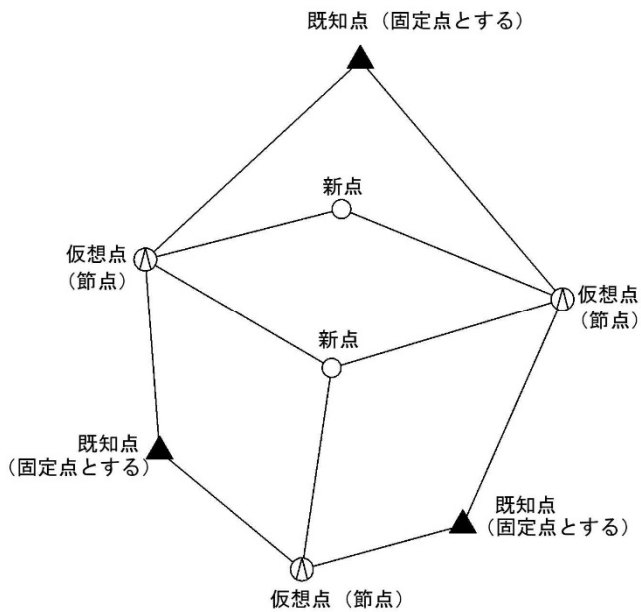 既知点（固定点とする）
新点
仮想点
（節点）
仮想点
（節点）
新点
既知点
（固定点とする）
既知点
（固定点とする）
仮想点（節点）